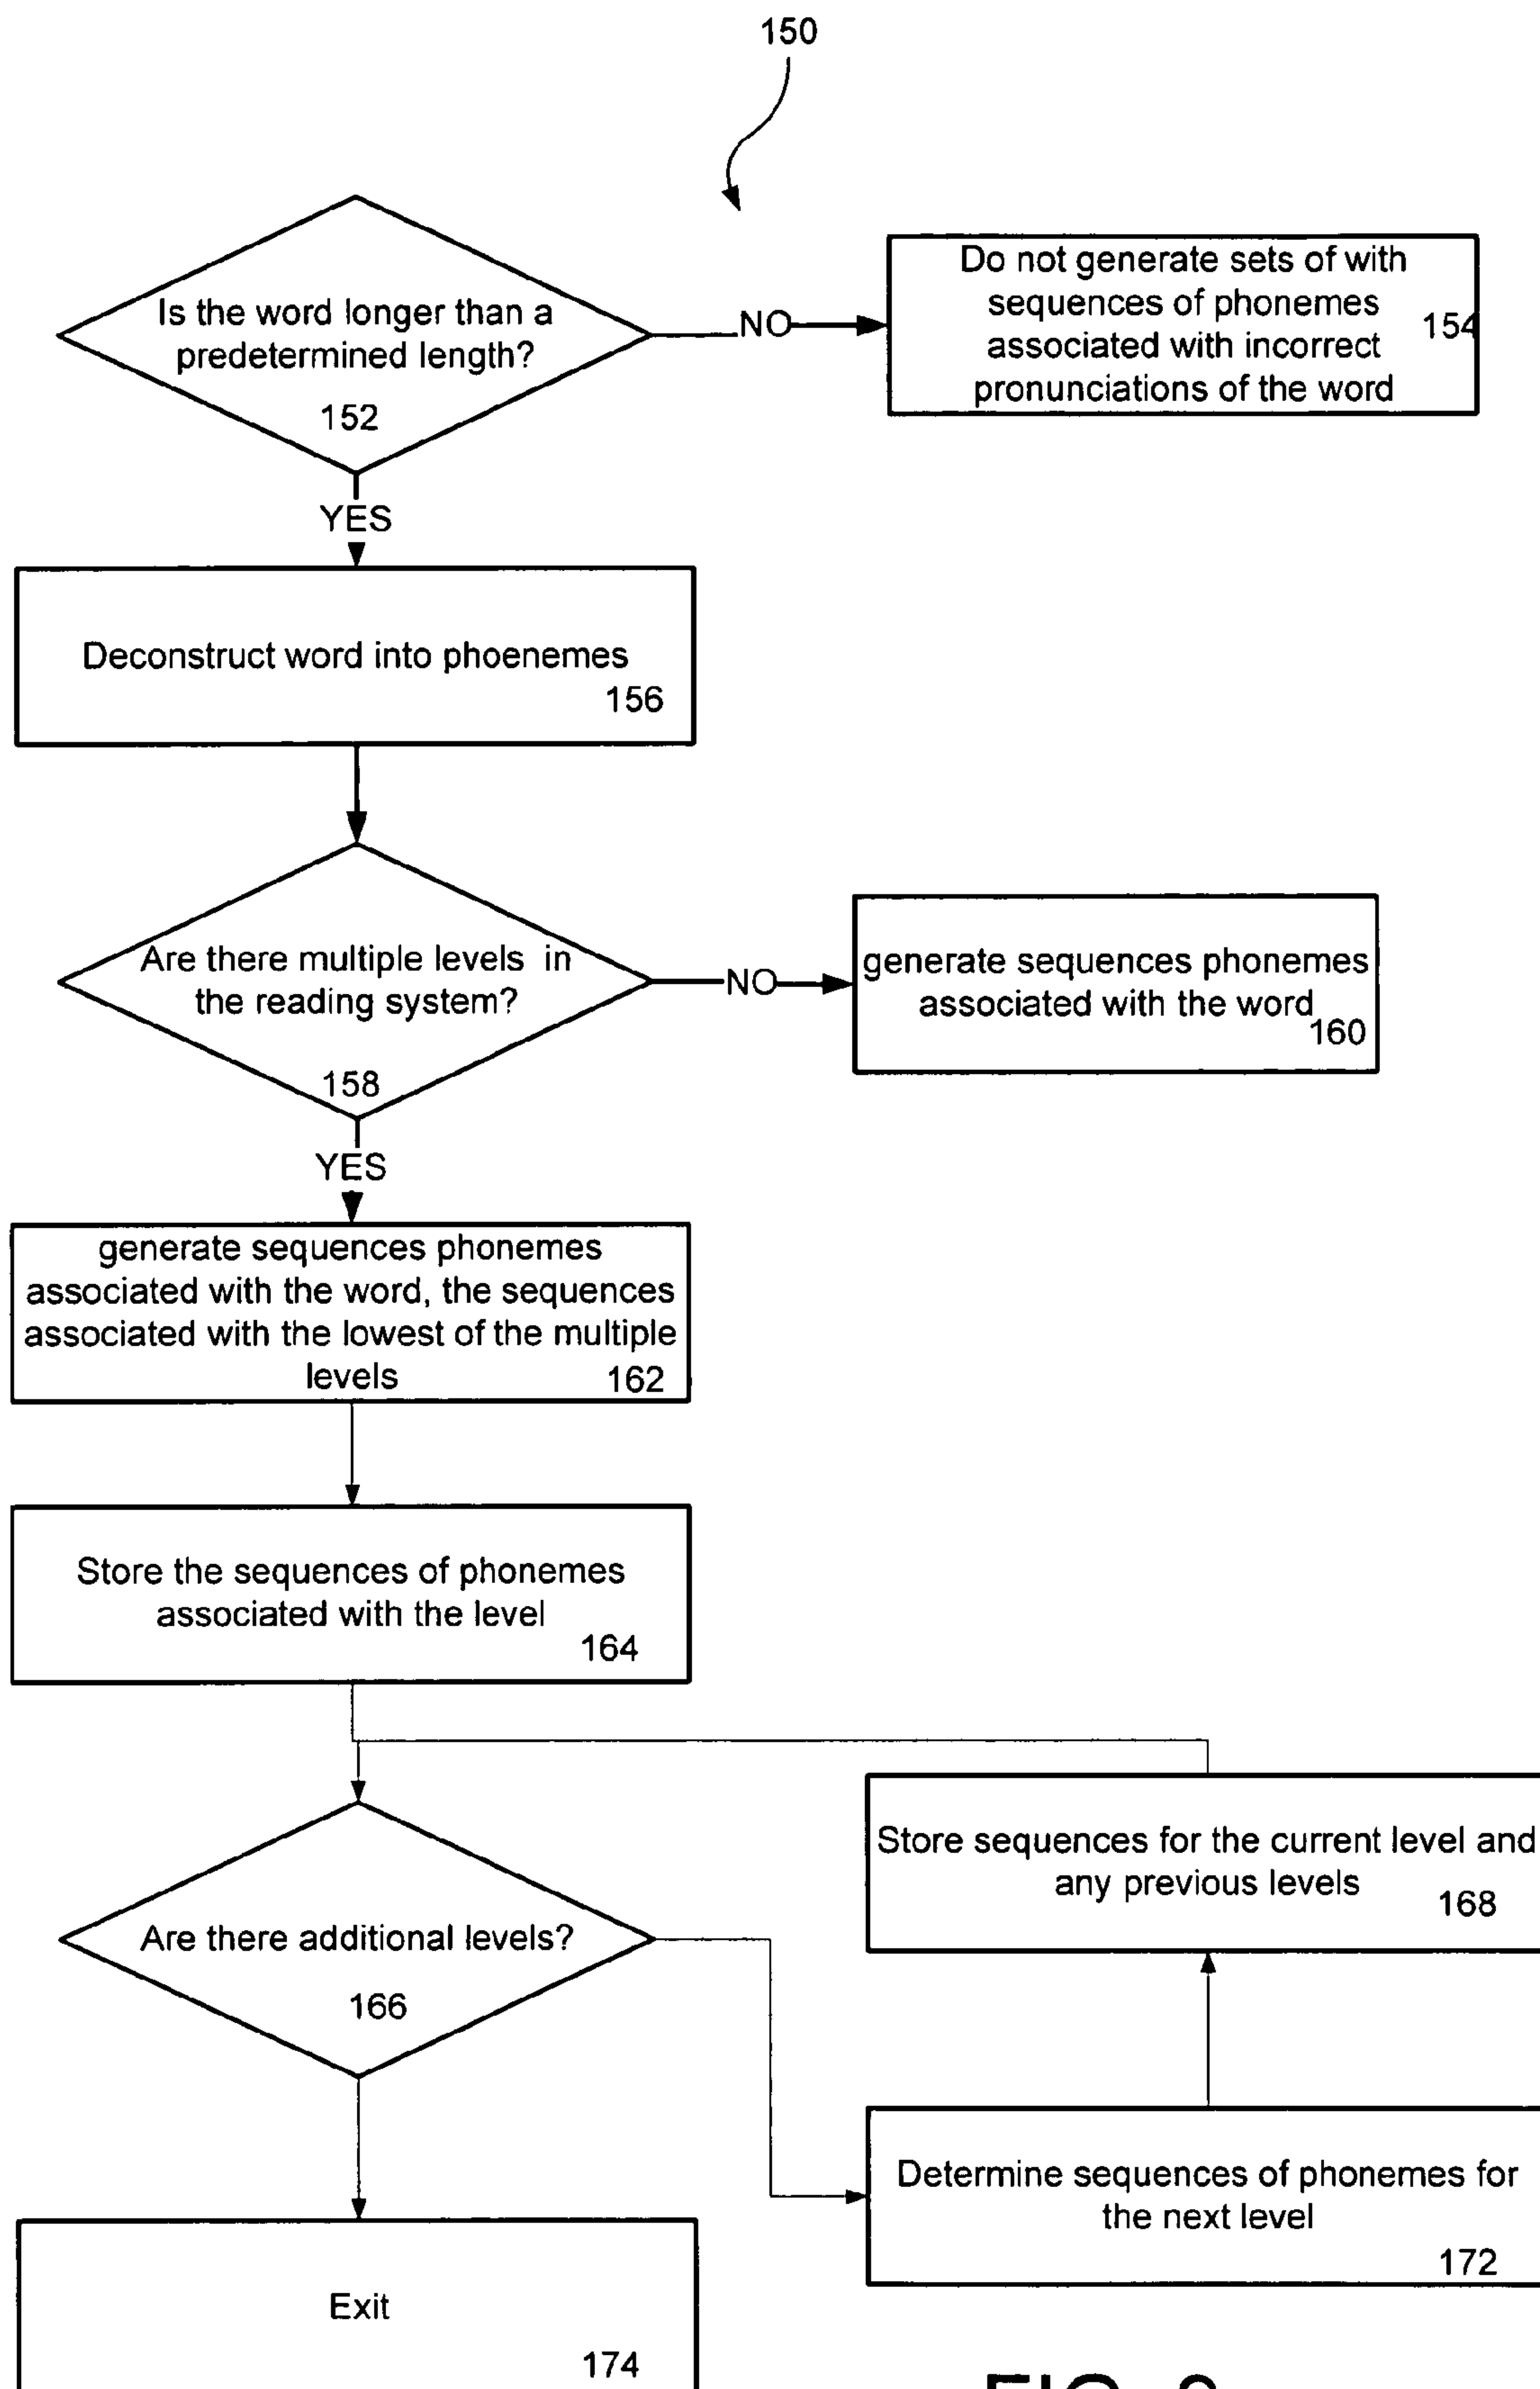 150
Is the word longer than a
predetermined length?
152
NO
Do not generate sets of with
sequences of phonemes
associated with incorrect
pronunciations of the word
154
YES
Deconstruct word into phoenemes
156
Are there multiple levels in
the reading system?
158
NO
generate sequences phonemes
associated with the word
160
YES
generate sequences phonemes
associated with the word, the sequences
associated with the lowest of the multiple
levels
162
Store the sequences of phonemes
associated with the level
164
Store sequences for the current level and
any previous levels
168
Are there additional levels?
166
Determine sequences of phonemes for
the next level
172
Exit
174
FIG.